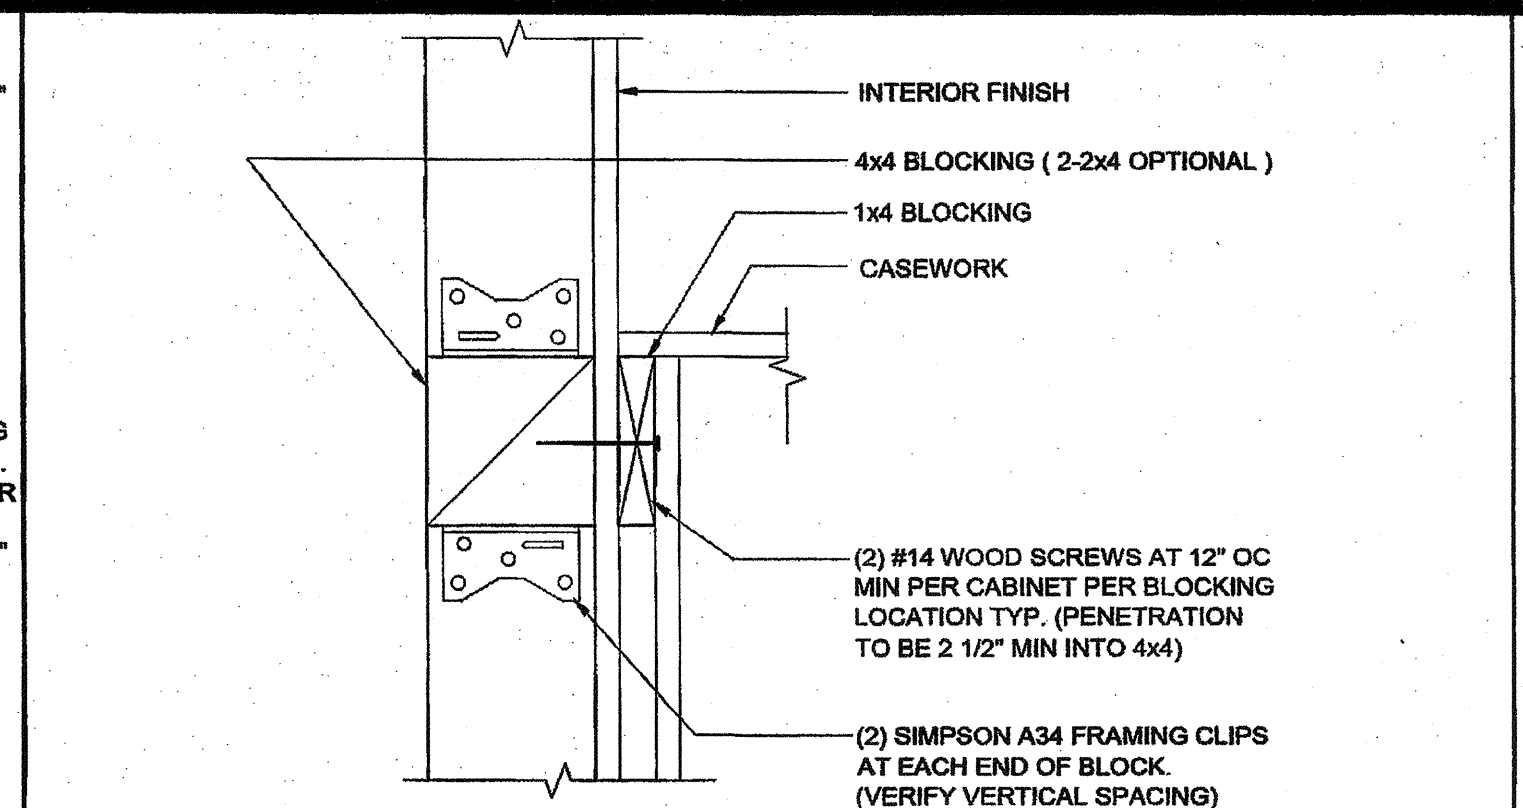 "
INTERIOR FINISH
4x4 BLOCKING ( 2-2x4 OPTIONAL )
1x4 BLOCKING
CASEWORK
G
.
R
"
(2) #14 WOOD SCREWS AT 12" OC
MIN PER CABINET PER BLOCKING
LOCATION TYP. (PENETRATION
TO BE 2 1/2" MIN INTO 4x4)
(2) SIMPSON A34 FRAMING CLIPS
AT EACH END OF BLOCK.
(VERIFY VERTICAL SPACING)